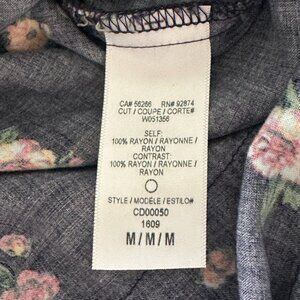 CA# 56266 RN# 92874
CUT / COUPE / CORTE#
W051356
SELF:
100% RAYON / RAYONNE /
RAYON
CONTRAST:
100% RAYON / RAYONNE /
RAYON
STYLE / MODÈLE / ESTILO#
CD00050
1609
M / M / M